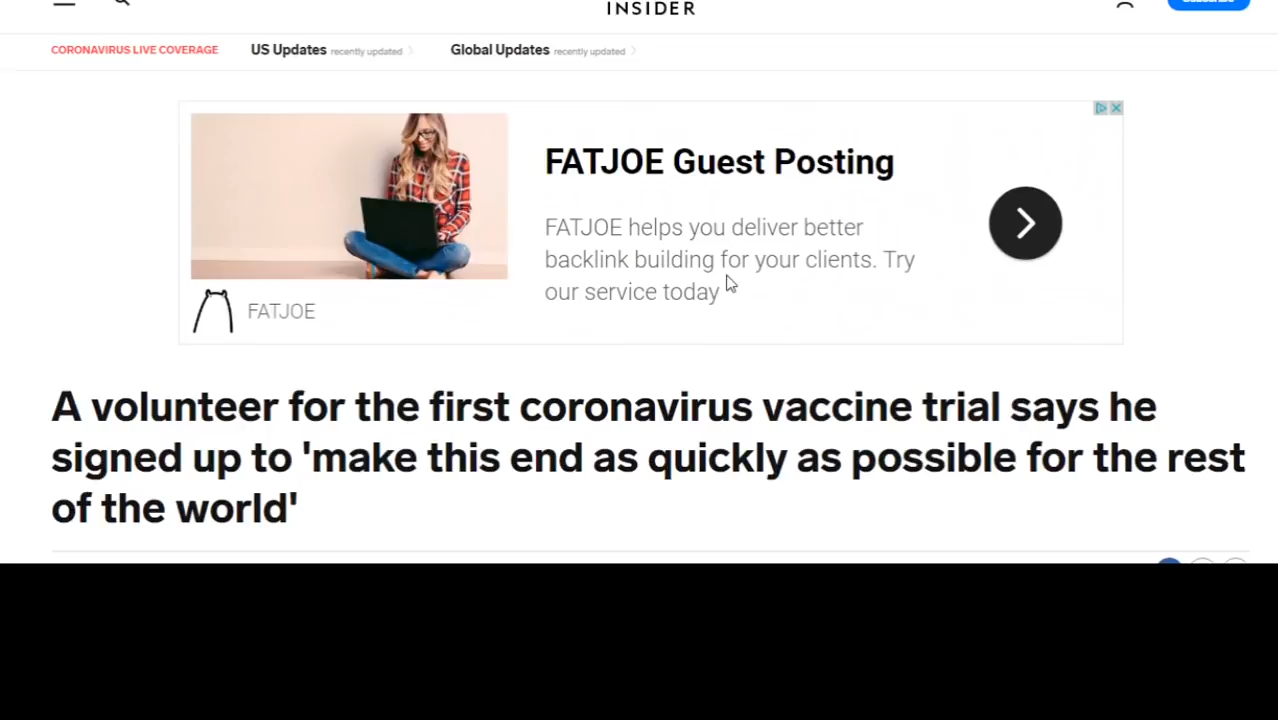 INSIDER
CORONAVIRUS LIVE COVERAGE US Updates recently updated Global Updates recently updated
FATJOE Guest Posting
FATJOE helps you deliver better
backlink building for your clients. Try
our service today
FATJOE
A volunteer for the first coronavirus vaccine trial says he
signed up to 'make this end as quickly as possible for the rest
of the world'